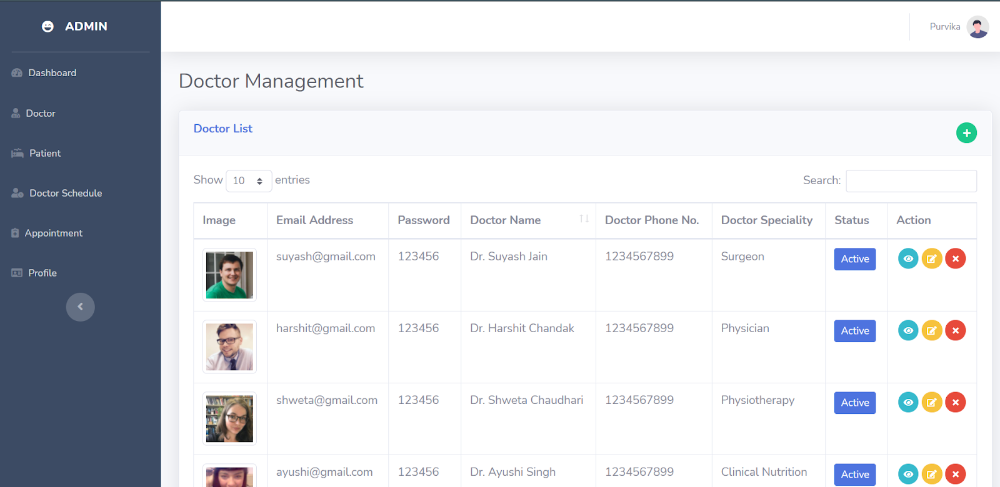 ADMIN
Purvika
Dashboard
Doctor
Patient
Doctor Schedule
Appointment
Profile
Doctor Management
Doctor List
Show 10 entries
Search:
Image Email Address Password Doctor Name Doctor Phone No. Doctor Speciality Status Action
suyash@gmail.com 123456 Dr. Suyash Jain 1234567899 Surgeon Active
harshit@gmail.com 123456 Dr. Harshit Chandak 1234567899 Physician Active
shweta@gmail.com 123456 Dr. Shweta Chaudhari 1234567899 Physiotherapy Active
ayushi@gmail.com 123456 Dr. Ayushi Singh 1234567899 Clinical Nutrition Active